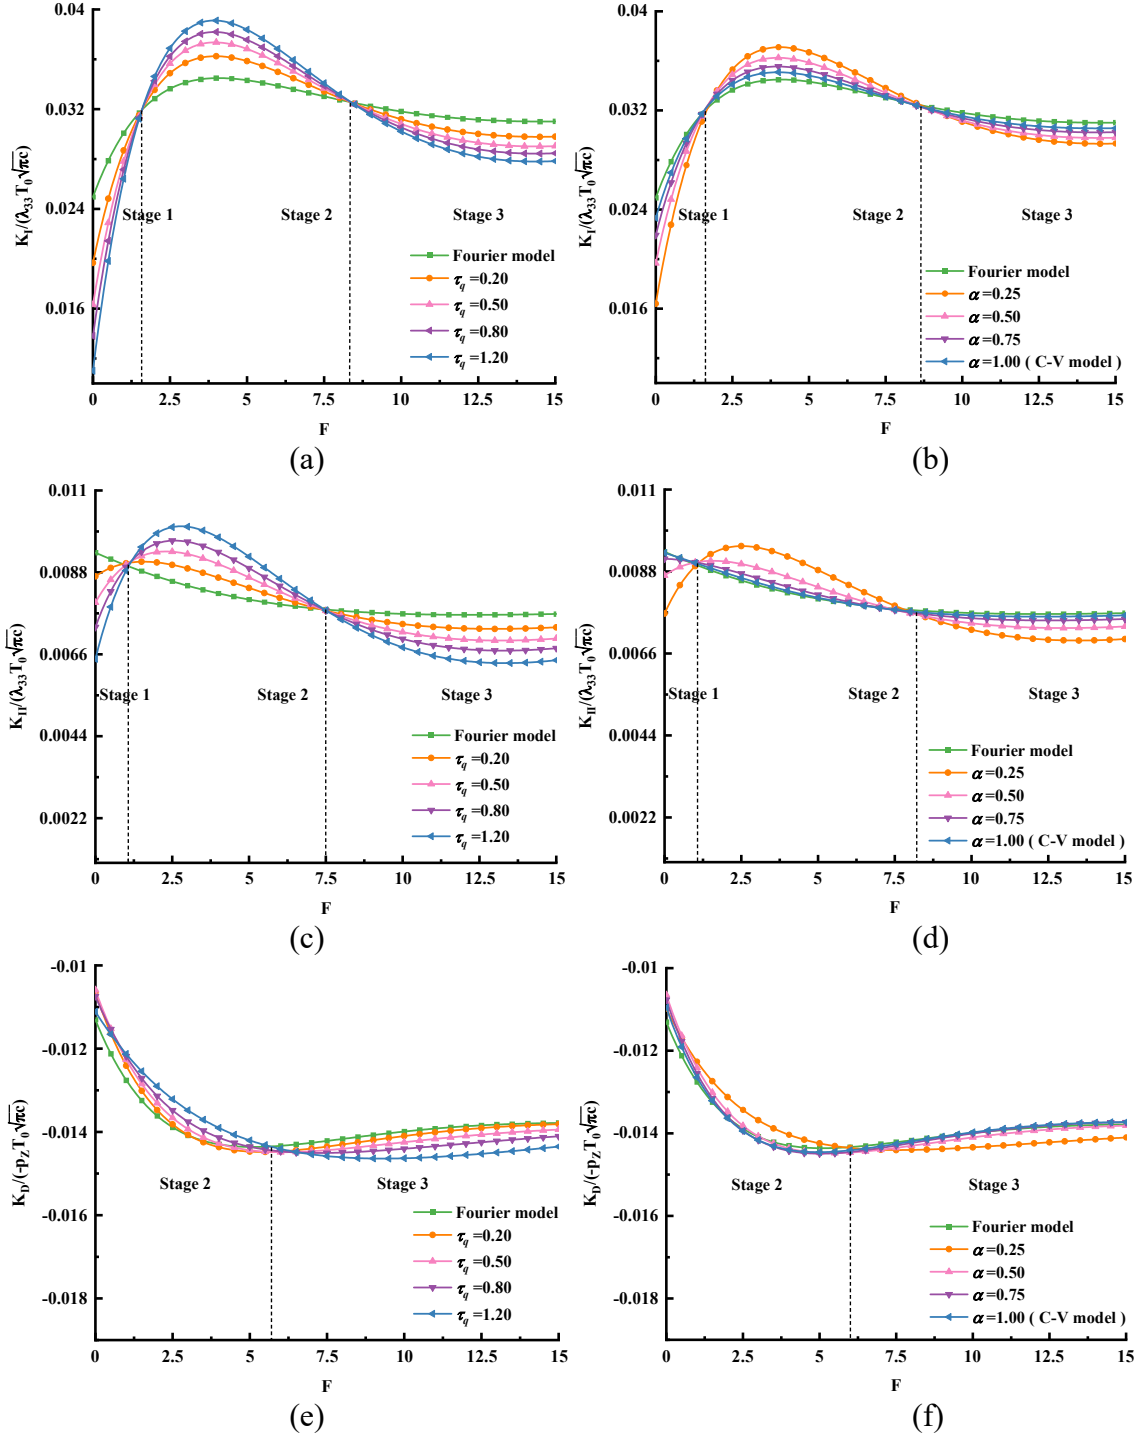 0.04
0.032
0.024
0.016
K_I/(λ_33 T_0 √πc)
Stage 1
Stage 2
Stage 3
Fourier model
τ_q =0.20
τ_q =0.50
τ_q =0.80
τ_q =1.20
0 2.5 5 7.5 10 12.5 15
F
(a)
0.04
0.032
0.024
0.016
K_I/(λ_33 T_0 √πc)
Stage 1
Stage 2
Stage 3
Fourier model
α=0.25
α=0.50
α=0.75
α=1.00 ( C-V model )
0 2.5 5 7.5 10 12.5 15
F
(b)
0.011
0.0088
0.0066
0.0044
0.0022
K_II/(λ_33 T_0 √πc)
Stage 1
Stage 2
Stage 3
Fourier model
τ_q =0.20
τ_q =0.50
τ_q =0.80
τ_q =1.20
0 2.5 5 7.5 10 12.5 15
F
(c)
0.011
0.0088
0.0066
0.0044
0.0022
K_II/(λ_33 T_0 √πc)
Stage 1
Stage 2
Stage 3
Fourier model
α=0.25
α=0.50
α=0.75
α=1.00 ( C-V model )
0 2.5 5 7.5 10 12.5 15
F
(d)
-0.01
-0.012
-0.014
-0.016
-0.018
K_D/(-p_Z T_0 √πc)
Stage 2
Stage 3
Fourier model
τ_q =0.20
τ_q =0.50
τ_q =0.80
τ_q =1.20
0 2.5 5 7.5 10 12.5 15
F
(e)
-0.01
-0.012
-0.014
-0.016
-0.018
K_D/(-p_Z T_0 √πc)
Stage 2
Stage 3
Fourier model
α=0.25
α=0.50
α=0.75
α=1.00 ( C-V model )
0 2.5 5 7.5 10 12.5 15
F
(f)